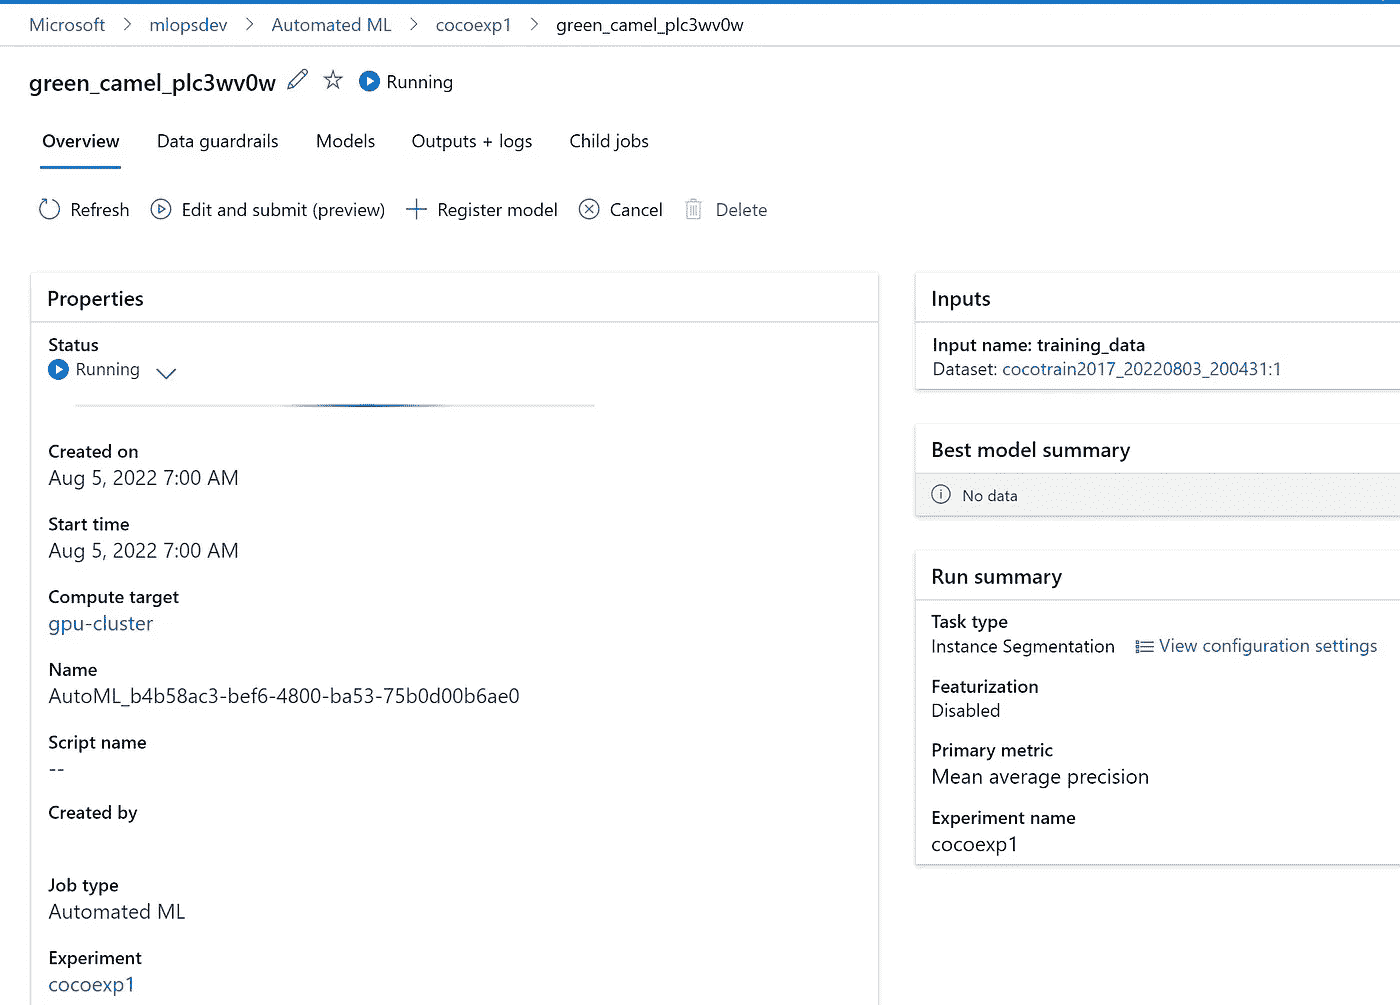 Microsoft > mlopsdev > Automated ML > cocoexp1 > green_camel_plc3wv0w
green_camel_plc3wv0w Running
Overview Data guardrails Models Outputs + logs Child jobs
Refresh Edit and submit (preview) Register model Cancel Delete
Properties
Status
Running
Created on
Aug 5, 2022 7:00 AM
Start time
Aug 5, 2022 7:00 AM
Compute target
gpu-cluster
Name
AutoML_b4b58ac3-bef6-4800-ba53-75b0d00b6ae0
Script name
--
Created by
Job type
Automated ML
Experiment
cocoexp1
Inputs
Input name: training_data
Dataset: cocotrain2017_20220803_200431:1
Best model summary
No data
Run summary
Task type
Instance Segmentation View configuration settings
Featurization
Disabled
Primary metric
Mean average precision
Experiment name
cocoexp1